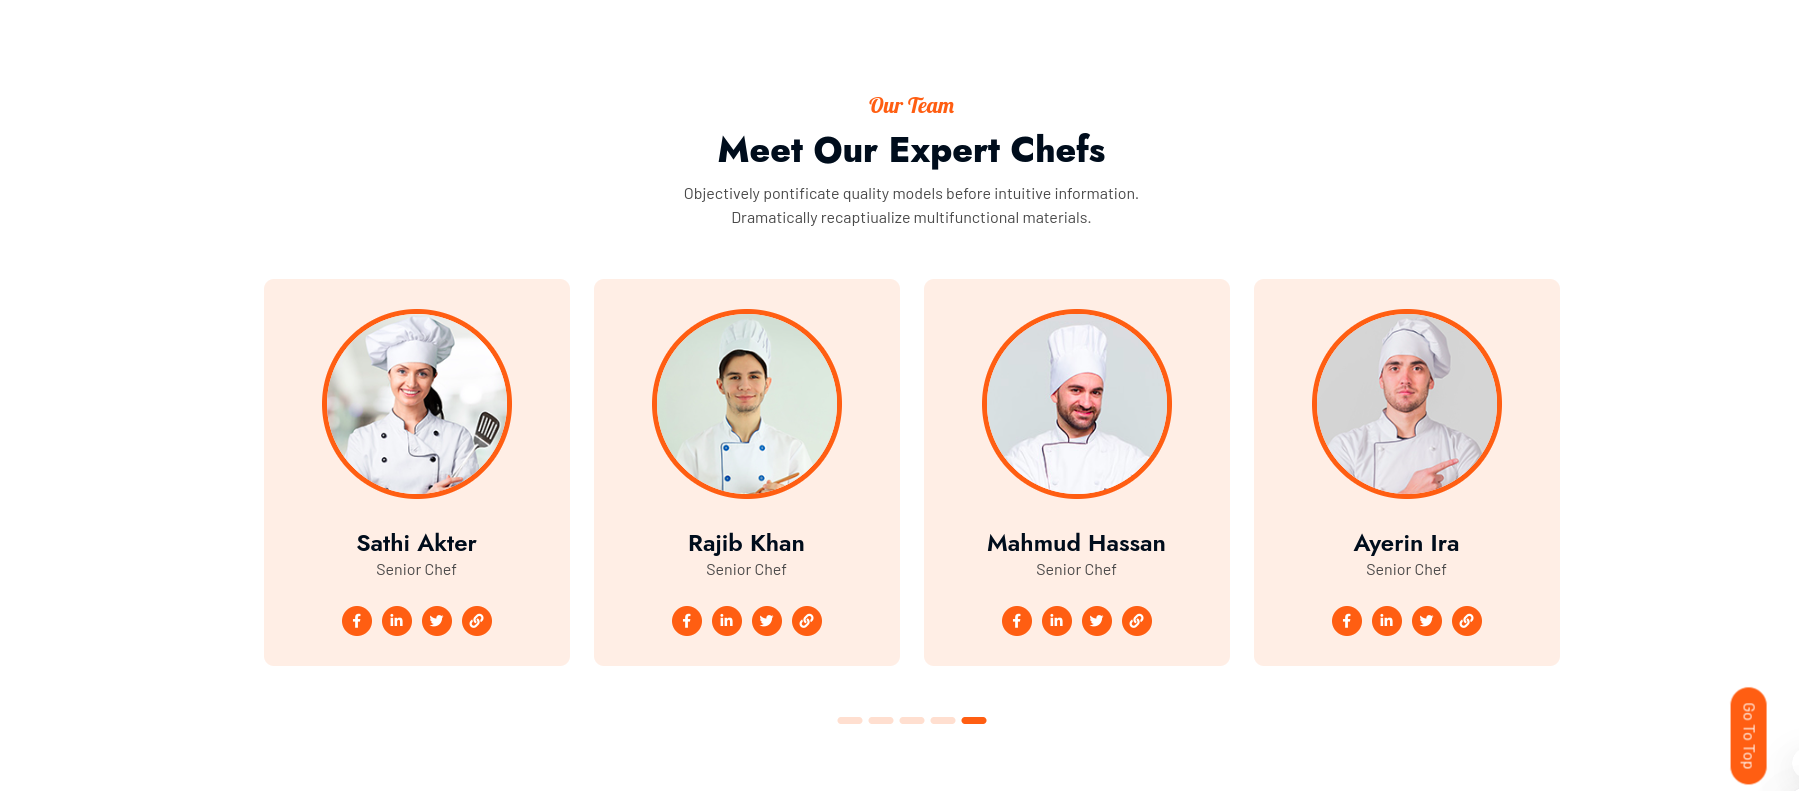 Our Team
Meet Our Expert Chefs
Objectively pontificate quality models before intuitive information.
Dramatically recaptiualize multifunctional materials.
Sathi Akter
Senior Chef
Rajib Khan
Senior Chef
Mahmud Hassan
Senior Chef
Ayerin Ira
Senior Chef
Go To Top